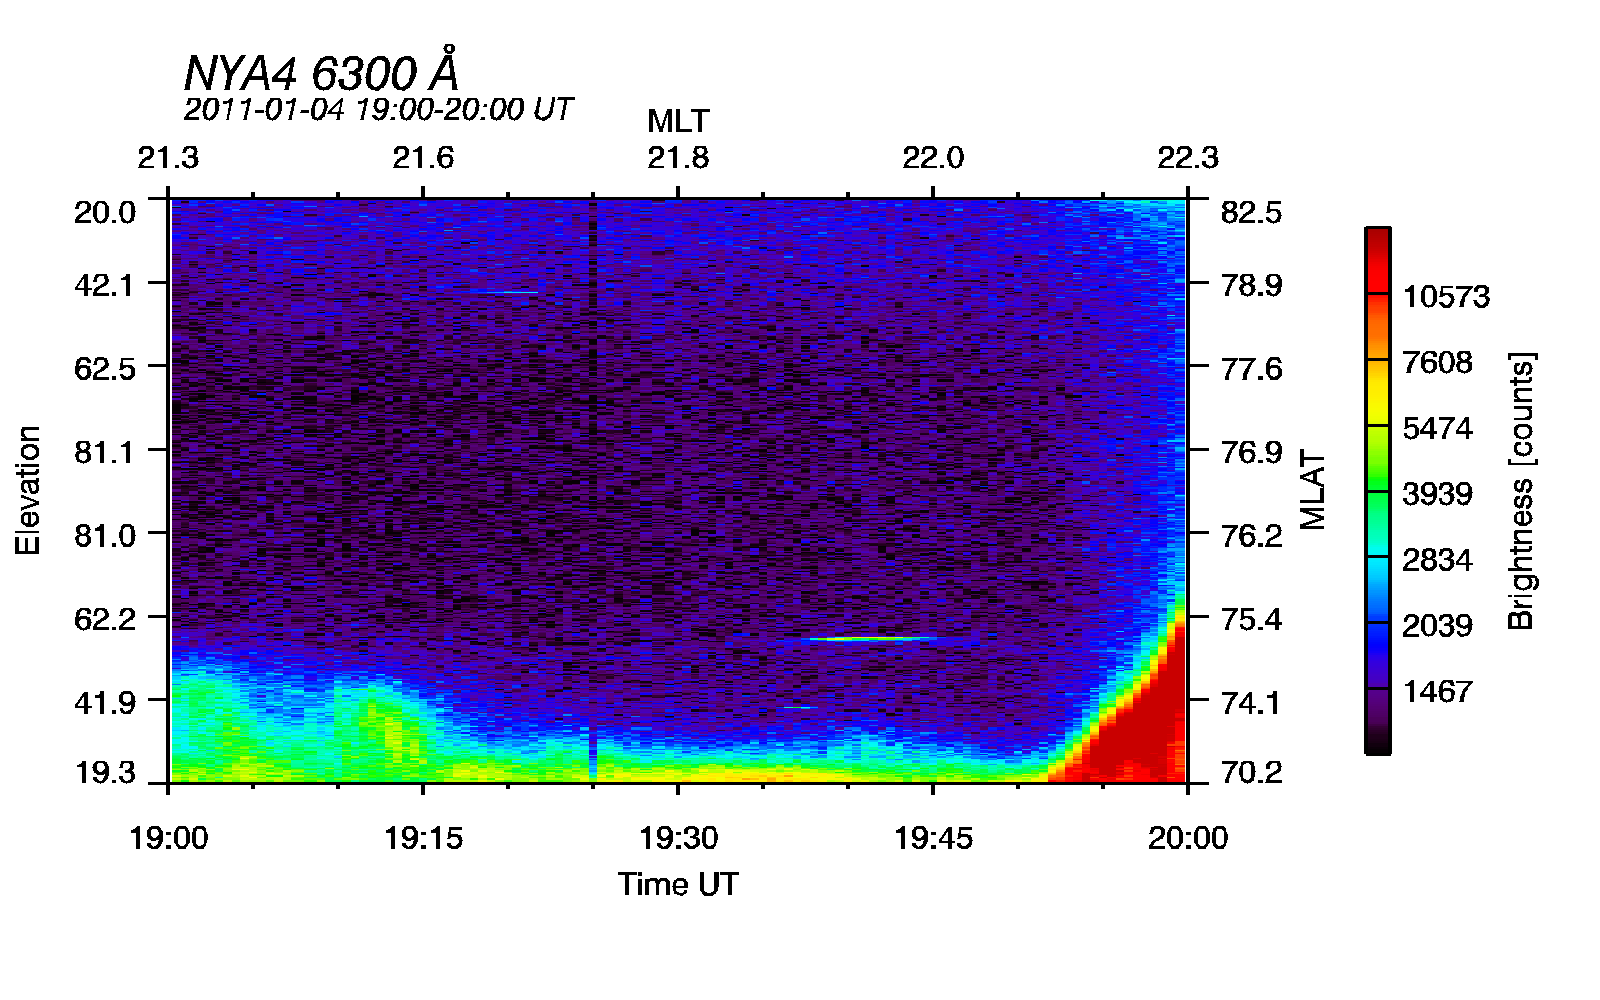 NYA4 6300 Å
2011-01-04 19:00-20:00 UT
MLT
21.3 21.6 21.8 22.0 22.3
20.0 82.5
42.1 78.9
62.5 77.6
81.1 76.9
81.0 76.2
62.2 75.4
41.9 74.1
19.3 70.2
Elevation
MLAT
10573
7608
5474
3939
2834
2039
1467
Brightness [counts]
19:00 19:15 19:30 19:45 20:00
Time UT